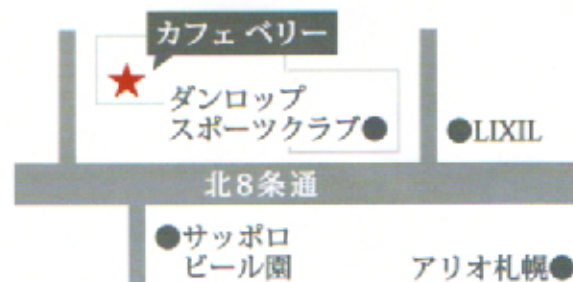 カフェ ベリー
ダンロップ
スポーツクラブ●
●LIXIL
北8条通
●サッポロ
ビール園
アリオ札幌●